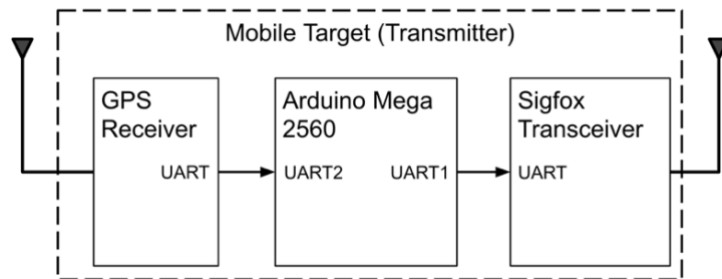 Mobile Target (Transmitter)
GPS
Receiver
UART
Arduino Mega
2560
UART2 UART1
Sigfox
Transceiver
UART